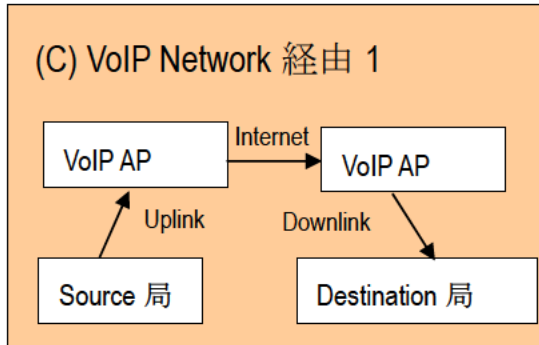 (C) VoIP Network 経由 1
Internet
VoIP AP
VoIP AP
Uplink
Downlink
Source 局
Destination 局